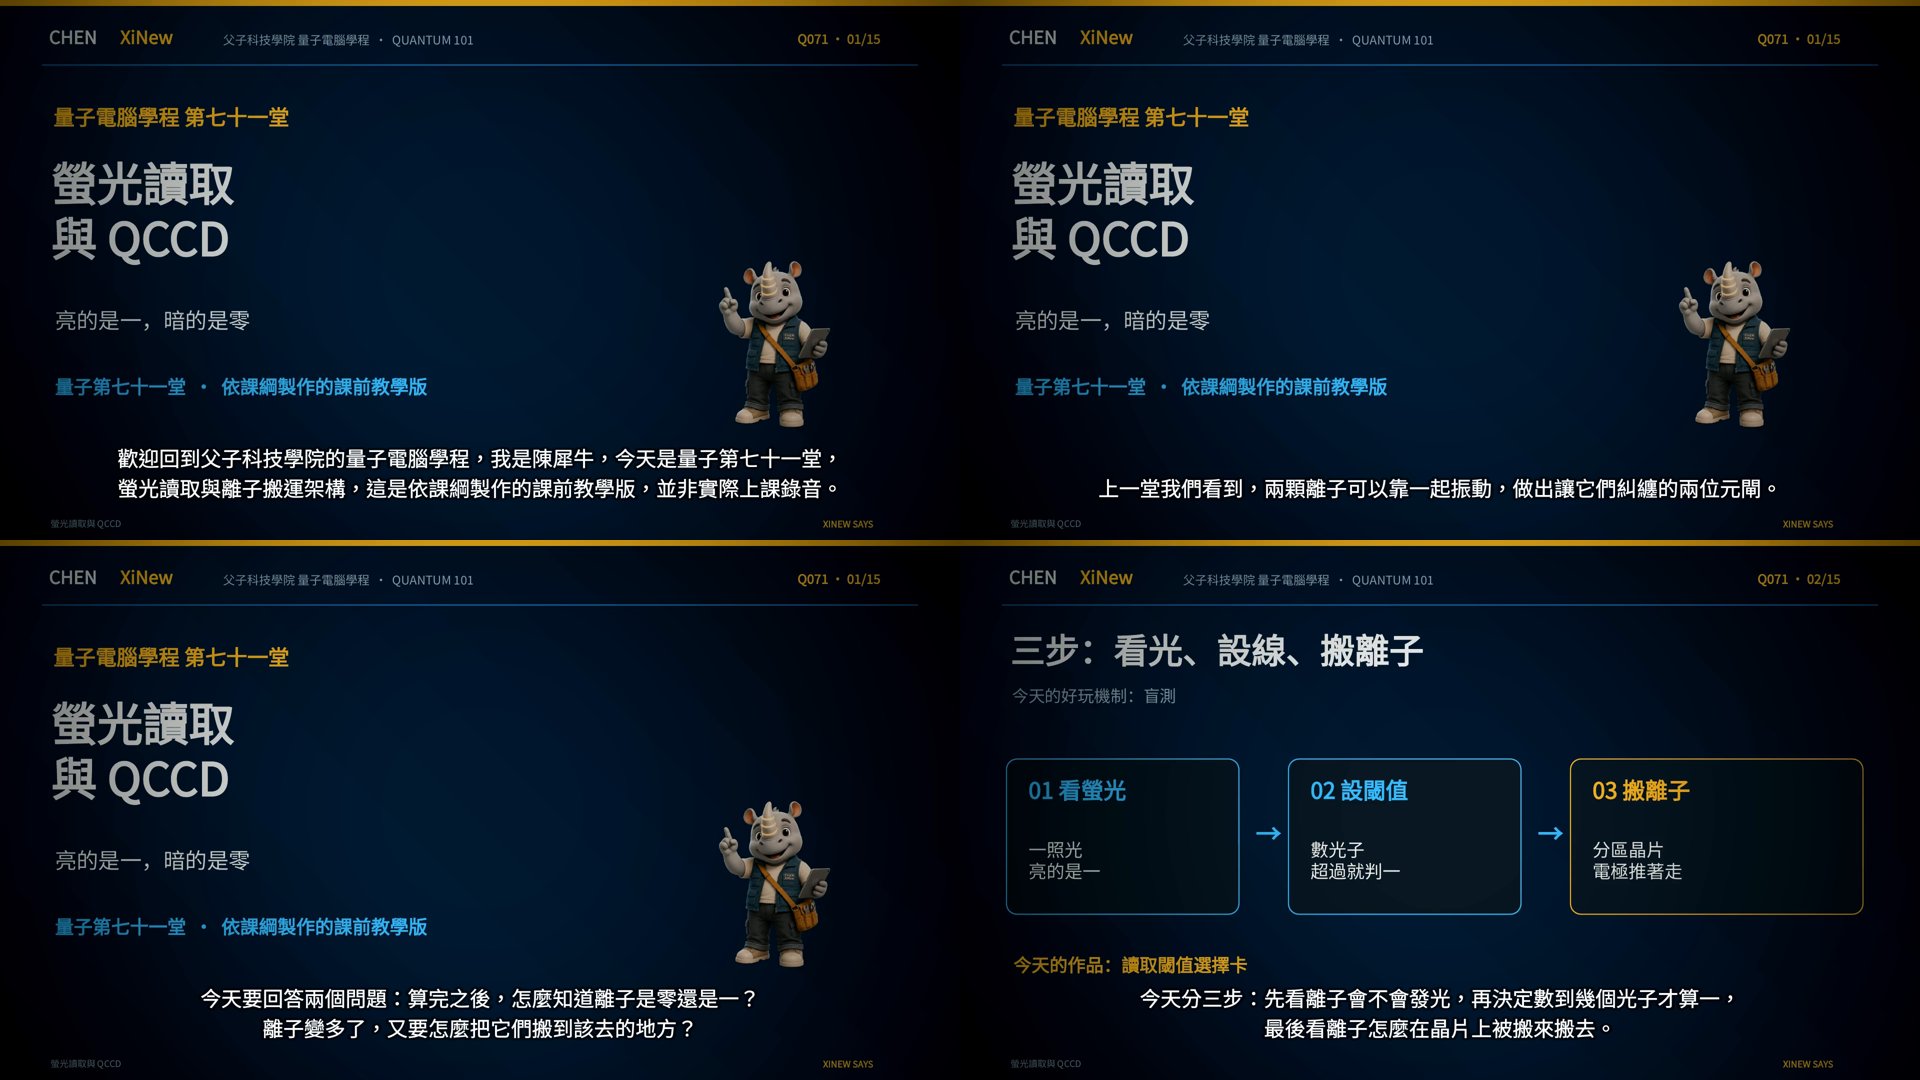 CHEN XiNew 父子科技學院 量子電腦學程 · QUANTUM 101 Q071 · 01/15
量子電腦學程 第七十一堂
螢光讀取
與 QCCD
亮的是一，暗的是零
量子第七十一堂 · 依課綱製作的課前教學版
歡迎回到父子科技學院的量子電腦學程，我是陳犀牛，今天是量子第七十一堂，
螢光讀取與離子搬運架構，這是依課綱製作的課前教學版，並非實際上課錄音。
螢光讀取與 QCCD XINEW SAYS
CHEN XiNew 父子科技學院 量子電腦學程 · QUANTUM 101 Q071 · 01/15
量子電腦學程 第七十一堂
螢光讀取
與 QCCD
亮的是一，暗的是零
量子第七十一堂 · 依課綱製作的課前教學版
上一堂我們看到，兩顆離子可以靠一起振動，做出讓它們糾纏的兩位元閘。
螢光讀取與 QCCD XINEW SAYS
CHEN XiNew 父子科技學院 量子電腦學程 · QUANTUM 101 Q071 · 01/15
量子電腦學程 第七十一堂
螢光讀取
與 QCCD
亮的是一，暗的是零
量子第七十一堂 · 依課綱製作的課前教學版
今天要回答兩個問題：算完之後，怎麼知道離子是零還是一？
離子變多了，又要怎麼把它們搬到該去的地方？
螢光讀取與 QCCD XINEW SAYS
CHEN XiNew 父子科技學院 量子電腦學程 · QUANTUM 101 Q071 · 02/15
三步：看光、設線、搬離子
今天的好玩機制：盲測
01 看螢光
一照光
亮的是一
→
02 設閾值
數光子
超過就判一
→
03 搬離子
分區晶片
電極推著走
今天的作品：讀取閾值選擇卡
今天分三步：先看離子會不會發光，再決定數到幾個光子才算一，
最後看離子怎麼在晶片上被搬來搬去。
螢光讀取與 QCCD XINEW SAYS